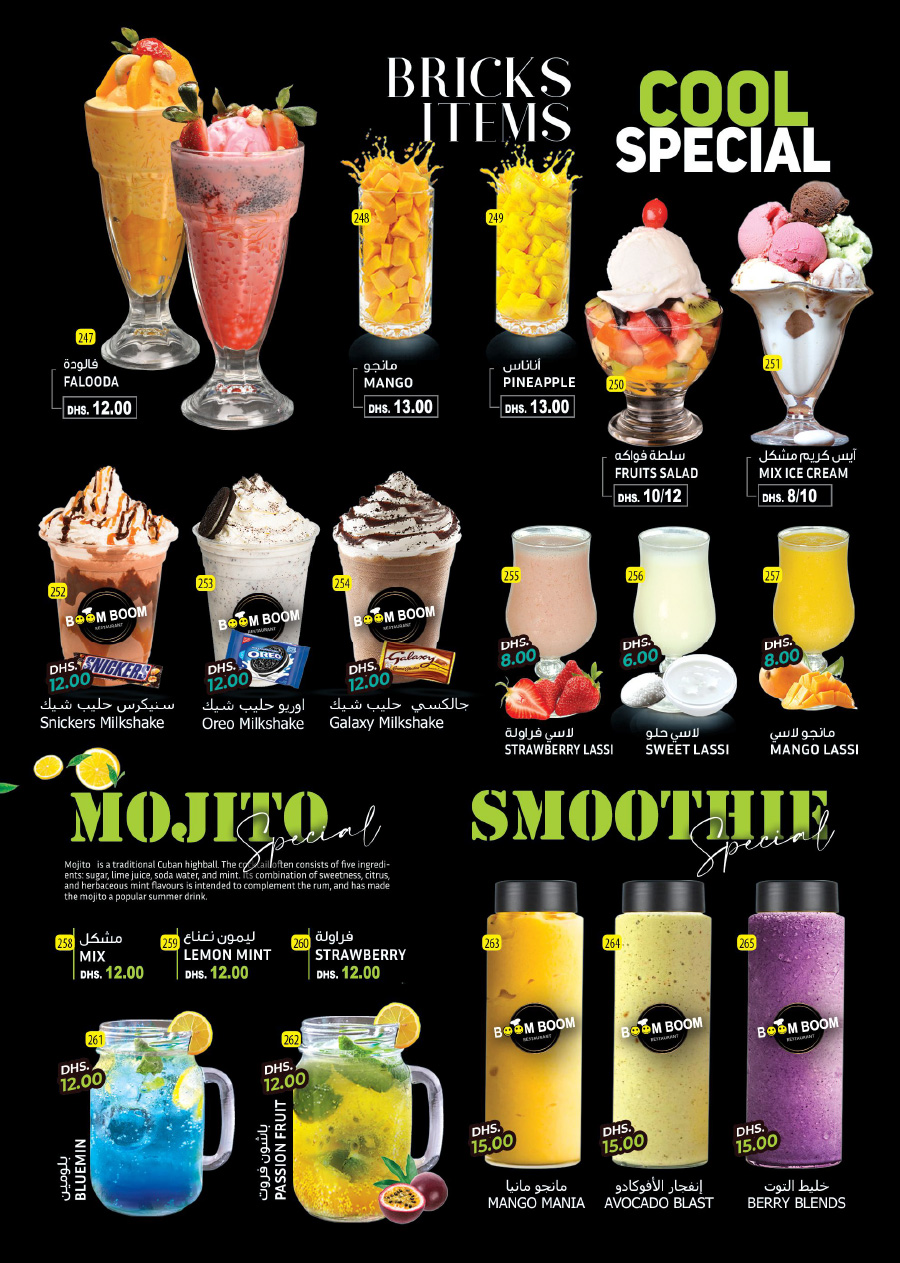 BRICKS
ITEMS
COOL
SPECIAL
247
فالودة
FALOODA
DHS. 12.00
248
مانجو
MANGO
DHS. 13.00
249
أناناس
PINEAPPLE
DHS. 13.00
250
سلطة فواكه
FRUITS SALAD
DHS. 10/12
251
آيس كريم مشكل
MIX ICE CREAM
DHS. 8/10
252
BOOM BOOM
RESTAURANT
SNICKERS
DHS.
12.00
سنيكرس حليب شيك
Snickers Milkshake
253
BOOM BOOM
RESTAURANT
OREO
DHS.
12.00
اوريو حليب شيك
Oreo Milkshake
254
BOOM BOOM
RESTAURANT
Galaxy
DHS.
12.00
جالكسي حليب شيك
Galaxy Milkshake
255
DHS.
8.00
لاسي فراولة
STRAWBERRY LASSI
256
DHS.
6.00
لاسي حلو
SWEET LASSI
257
DHS.
8.00
مانجو لاسي
MANGO LASSI
MOJITO
Special
Mojito is a traditional Cuban highball. The cocktail often consists of five ingredi-
ents: sugar, lime juice, soda water, and mint. Its combination of sweetness, citrus,
and herbaceous mint flavours is intended to complement the rum, and has made
the mojito a popular summer drink.
258
مشكل
MIX
DHS. 12.00
259
ليمون نعناع
LEMON MINT
DHS. 12.00
260
فراولة
STRAWBERRY
DHS. 12.00
261
DHS.
12.00
بلومين
BLUEMIN
262
DHS.
12.00
باشون فروت
PASSION FRUIT
SMOOTHIE
Special
263
BOOM BOOM
RESTAURANT
DHS.
15.00
مانجو مانيا
MANGO MANIA
264
BOOM BOOM
RESTAURANT
DHS.
15.00
إنفجار الأفوكادو
AVOCADO BLAST
265
BOOM BOOM
RESTAURANT
DHS.
15.00
خليط التوت
BERRY BLENDS